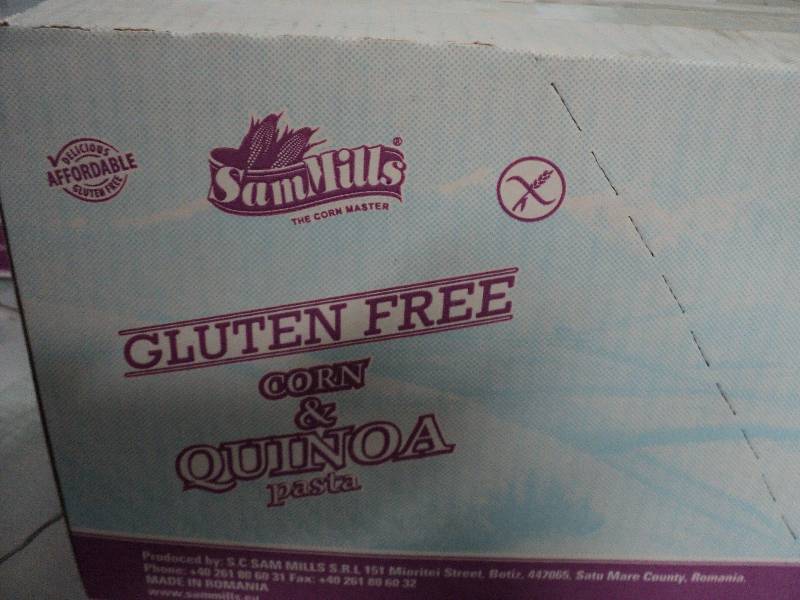 DELICIOUS
AFFORDABLE
GLUTEN FREE
SamMills®
THE CORN MASTER
GLUTEN FREE
CORN
&
QUINOA
pasta
Produced by: S.C SAM MILLS S.R.L 151 Mioritei Street, Botiz, 447065, Satu Mare County, Romania.
Phone: +40 261 80 60 31 Fax: +40 261 80 60 32
MADE IN ROMANIA
www.sammills.eu